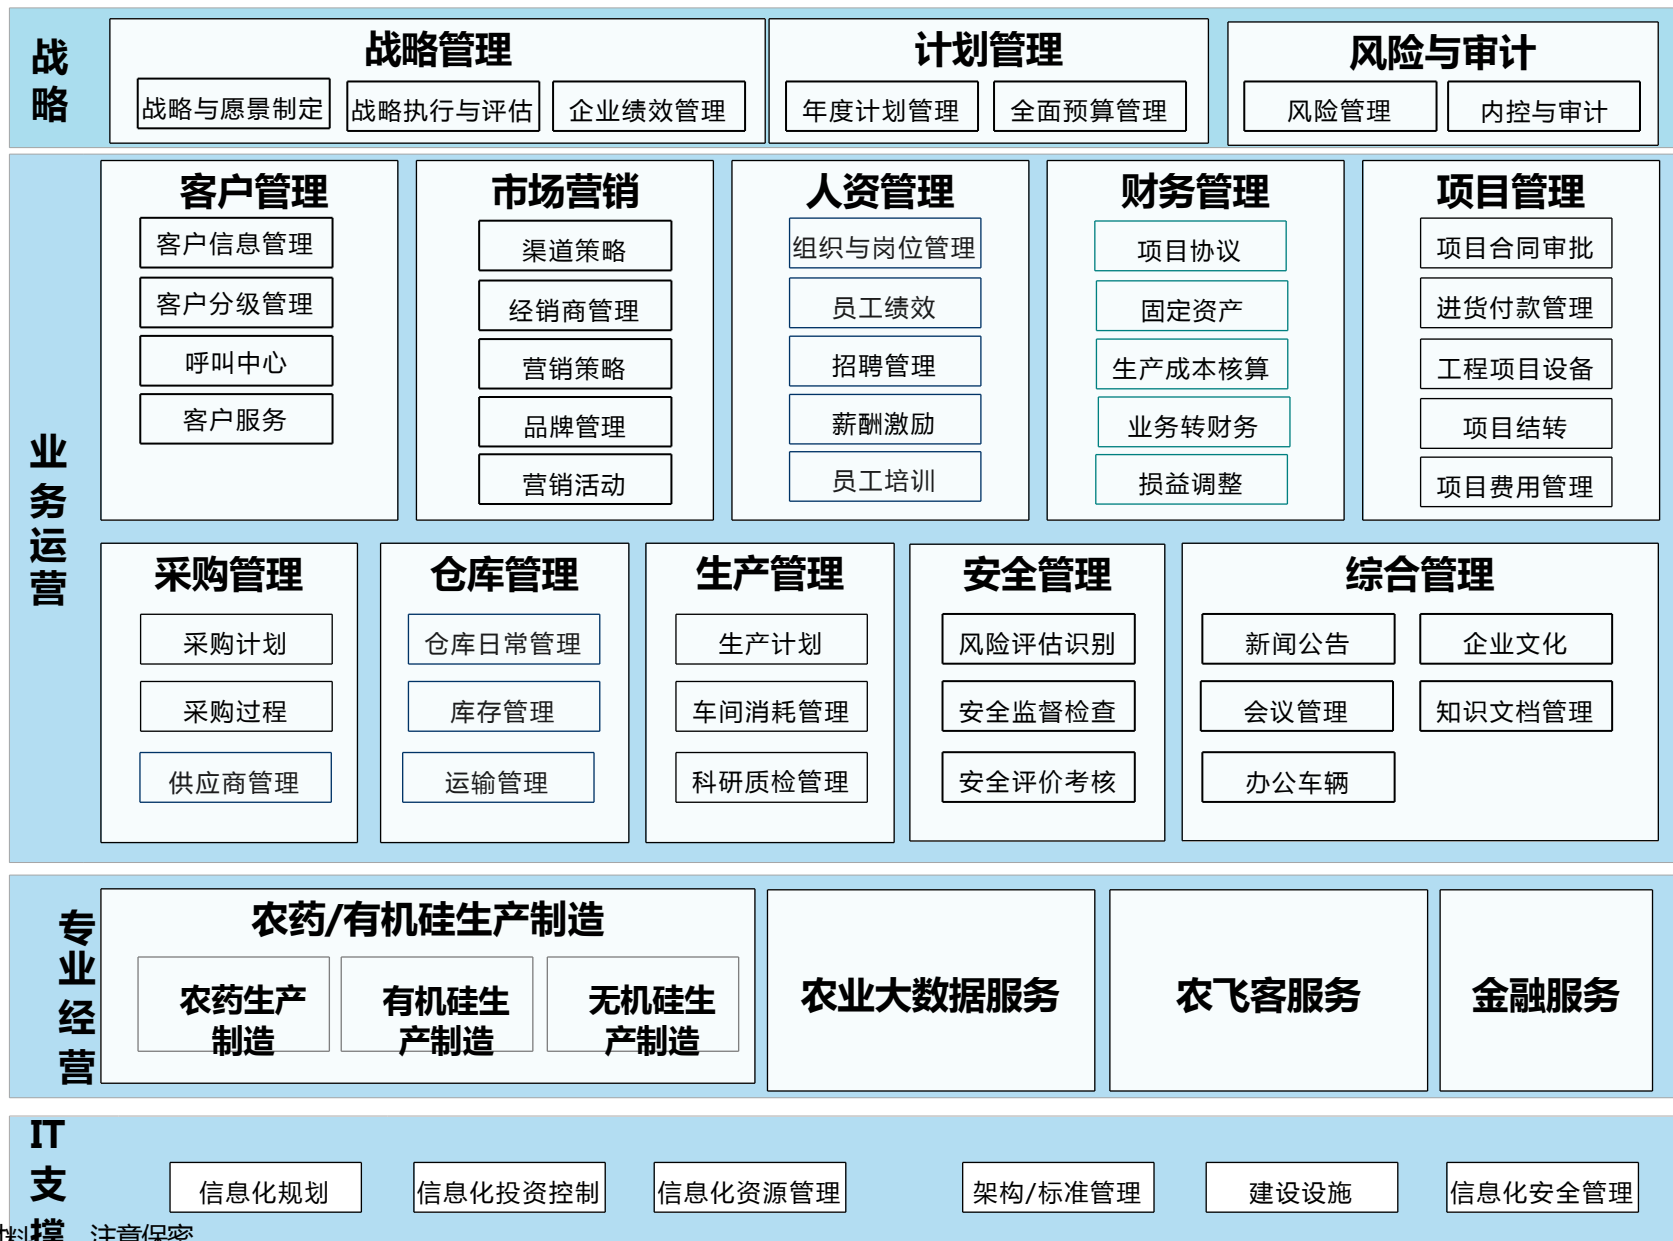 战略
战略管理
战略与愿景制定
战略执行与评估
企业绩效管理
计划管理
年度计划管理
全面预算管理
风险与审计
风险管理
内控与审计
业务运营
客户管理
客户信息管理
客户分级管理
呼叫中心
客户服务
市场营销
渠道策略
经销商管理
营销策略
品牌管理
营销活动
人资管理
组织与岗位管理
员工绩效
招聘管理
薪酬激励
员工培训
财务管理
项目协议
固定资产
生产成本核算
业务转财务
损益调整
项目管理
项目合同审批
进货付款管理
工程项目设备
项目结转
项目费用管理
采购管理
采购计划
采购过程
供应商管理
仓库管理
仓库日常管理
库存管理
运输管理
生产管理
生产计划
车间消耗管理
科研质检管理
安全管理
风险评估识别
安全监督检查
安全评价考核
综合管理
新闻公告
企业文化
会议管理
知识文档管理
办公车辆
专业经营
农药/有机硅生产制造
农药生产
制造
有机硅生
产制造
无机硅生
产制造
农业大数据服务
农飞客服务
金融服务
IT
支
撑
信息化规划
信息化投资控制
信息化资源管理
架构/标准管理
建设设施
信息化安全管理
料
注意保密